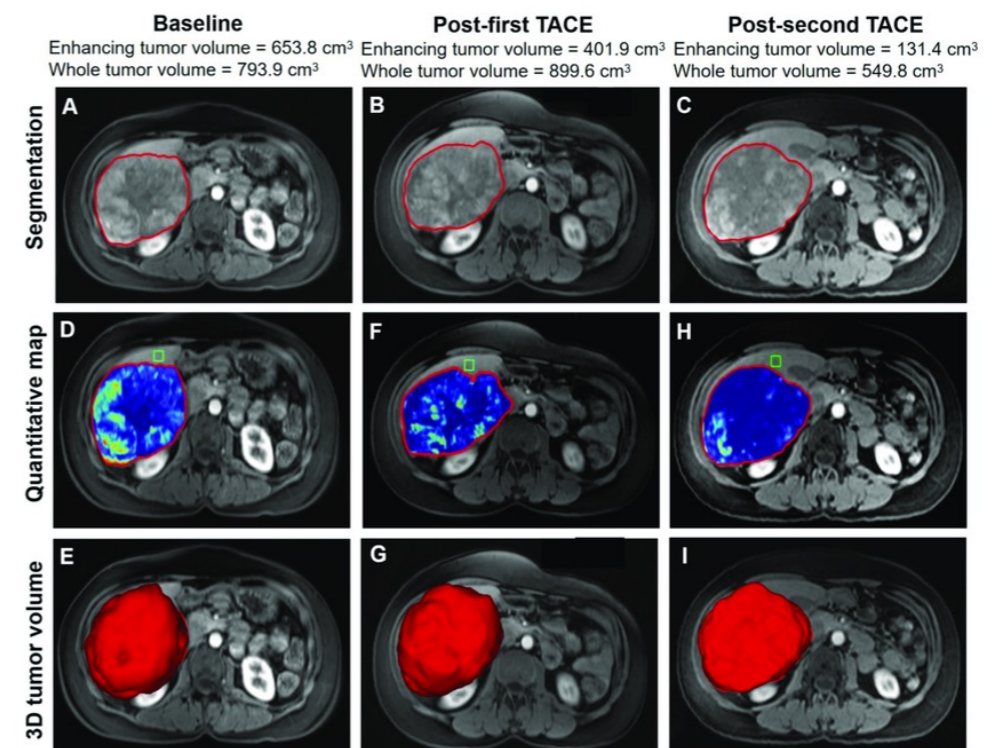 Baseline
Enhancing tumor volume = 653.8 cm³
Whole tumor volume = 793.9 cm³
Post-first TACE
Enhancing tumor volume = 401.9 cm³
Whole tumor volume = 899.6 cm³
Post-second TACE
Enhancing tumor volume = 131.4 cm³
Whole tumor volume = 549.8 cm³
Segmentation
A
B
C
Quantitative map
D
F
H
3D tumor volume
E
G
I